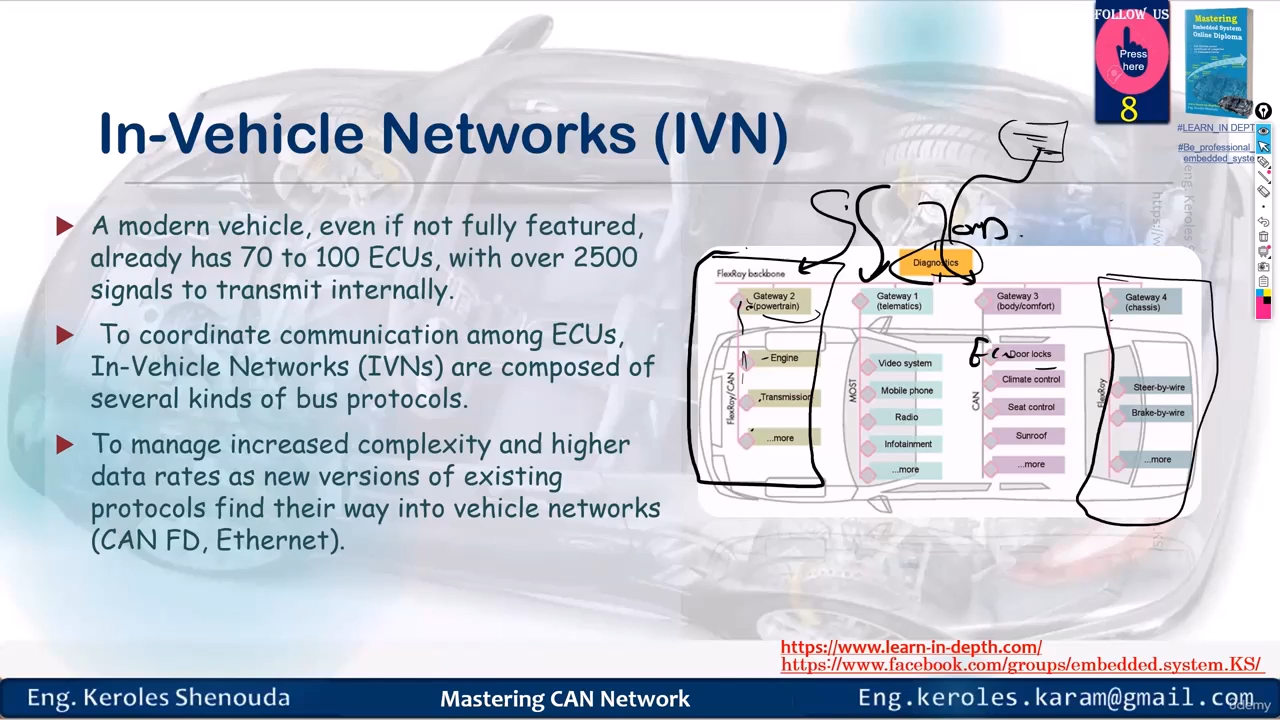 FOLLOW US
Press
here
8
Mastering
Embedded System
Online Diploma
#LEARN_IN DEPT
#Be_professional_
embedded_syste
In-Vehicle Networks (IVN)
A modern vehicle, even if not fully featured,
already has 70 to 100 ECUs, with over 2500
signals to transmit internally.
To coordinate communication among ECUs,
In-Vehicle Networks (IVNs) are composed of
several kinds of bus protocols.
To manage increased complexity and higher
data rates as new versions of existing
protocols find their way into vehicle networks
(CAN FD, Ethernet).
Diagnostics
FlexRay backbone
Gateway 2
(powertrain)
Engine
Transmission
...more
FlexRay/CAN
Gateway 1
(telematics)
Video system
Mobile phone
Radio
Infotainment
...more
MOST
Gateway 3
(body/comfort)
Door locks
Climate control
Seat control
Sunroof
...more
CAN
Gateway 4
(chassis)
Steer-by-wire
Brake-by-wire
...more
FlexRay
https://www.learn-in-depth.com/
https://www.facebook.com/groups/embedded.system.KS/
Eng. Keroles Shenouda
Mastering CAN Network
Eng.keroles.karam@gmail.com
udemy